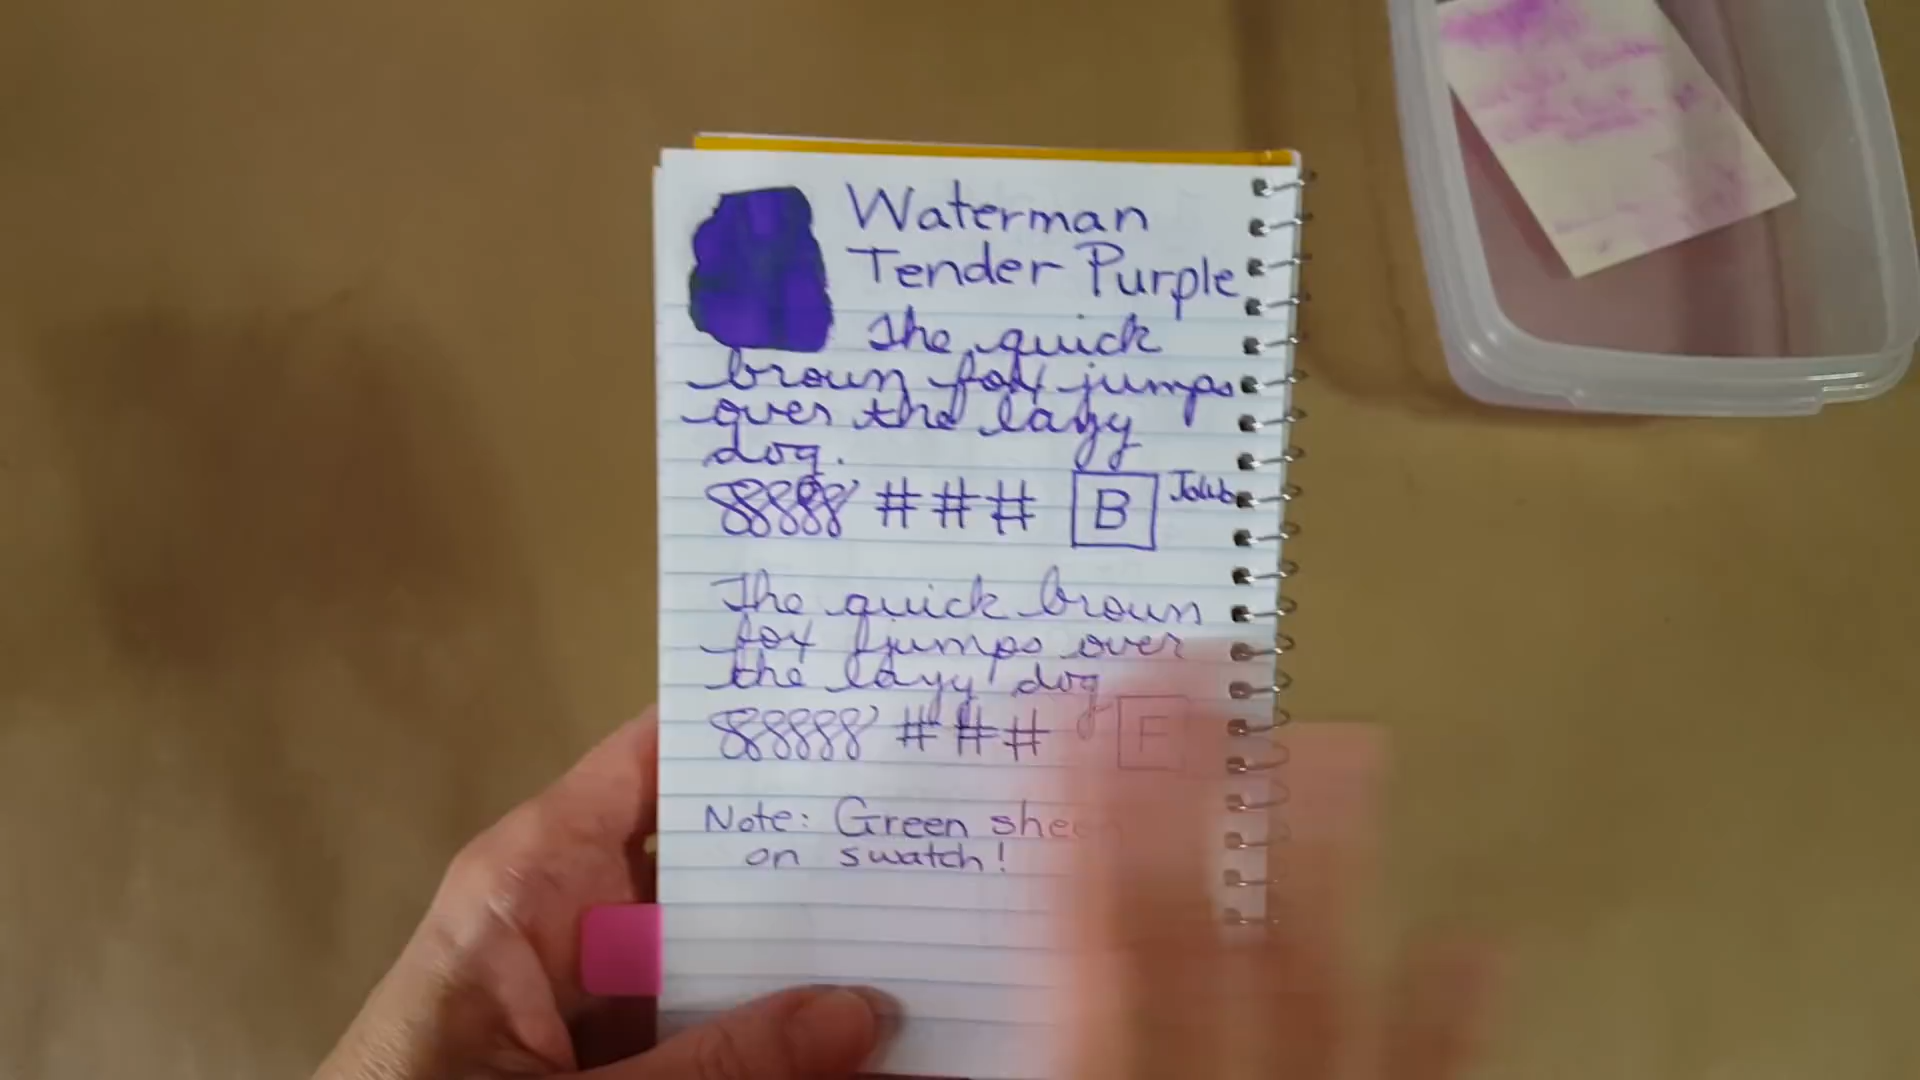 Waterman
Tender Purple
The quick
brown fox jumps
over the lazy
dog.
88888 # # # B
The quick brown
fox jumps over
the lazy dog
88888 # # # F
Note: Green sheen
on swatch!